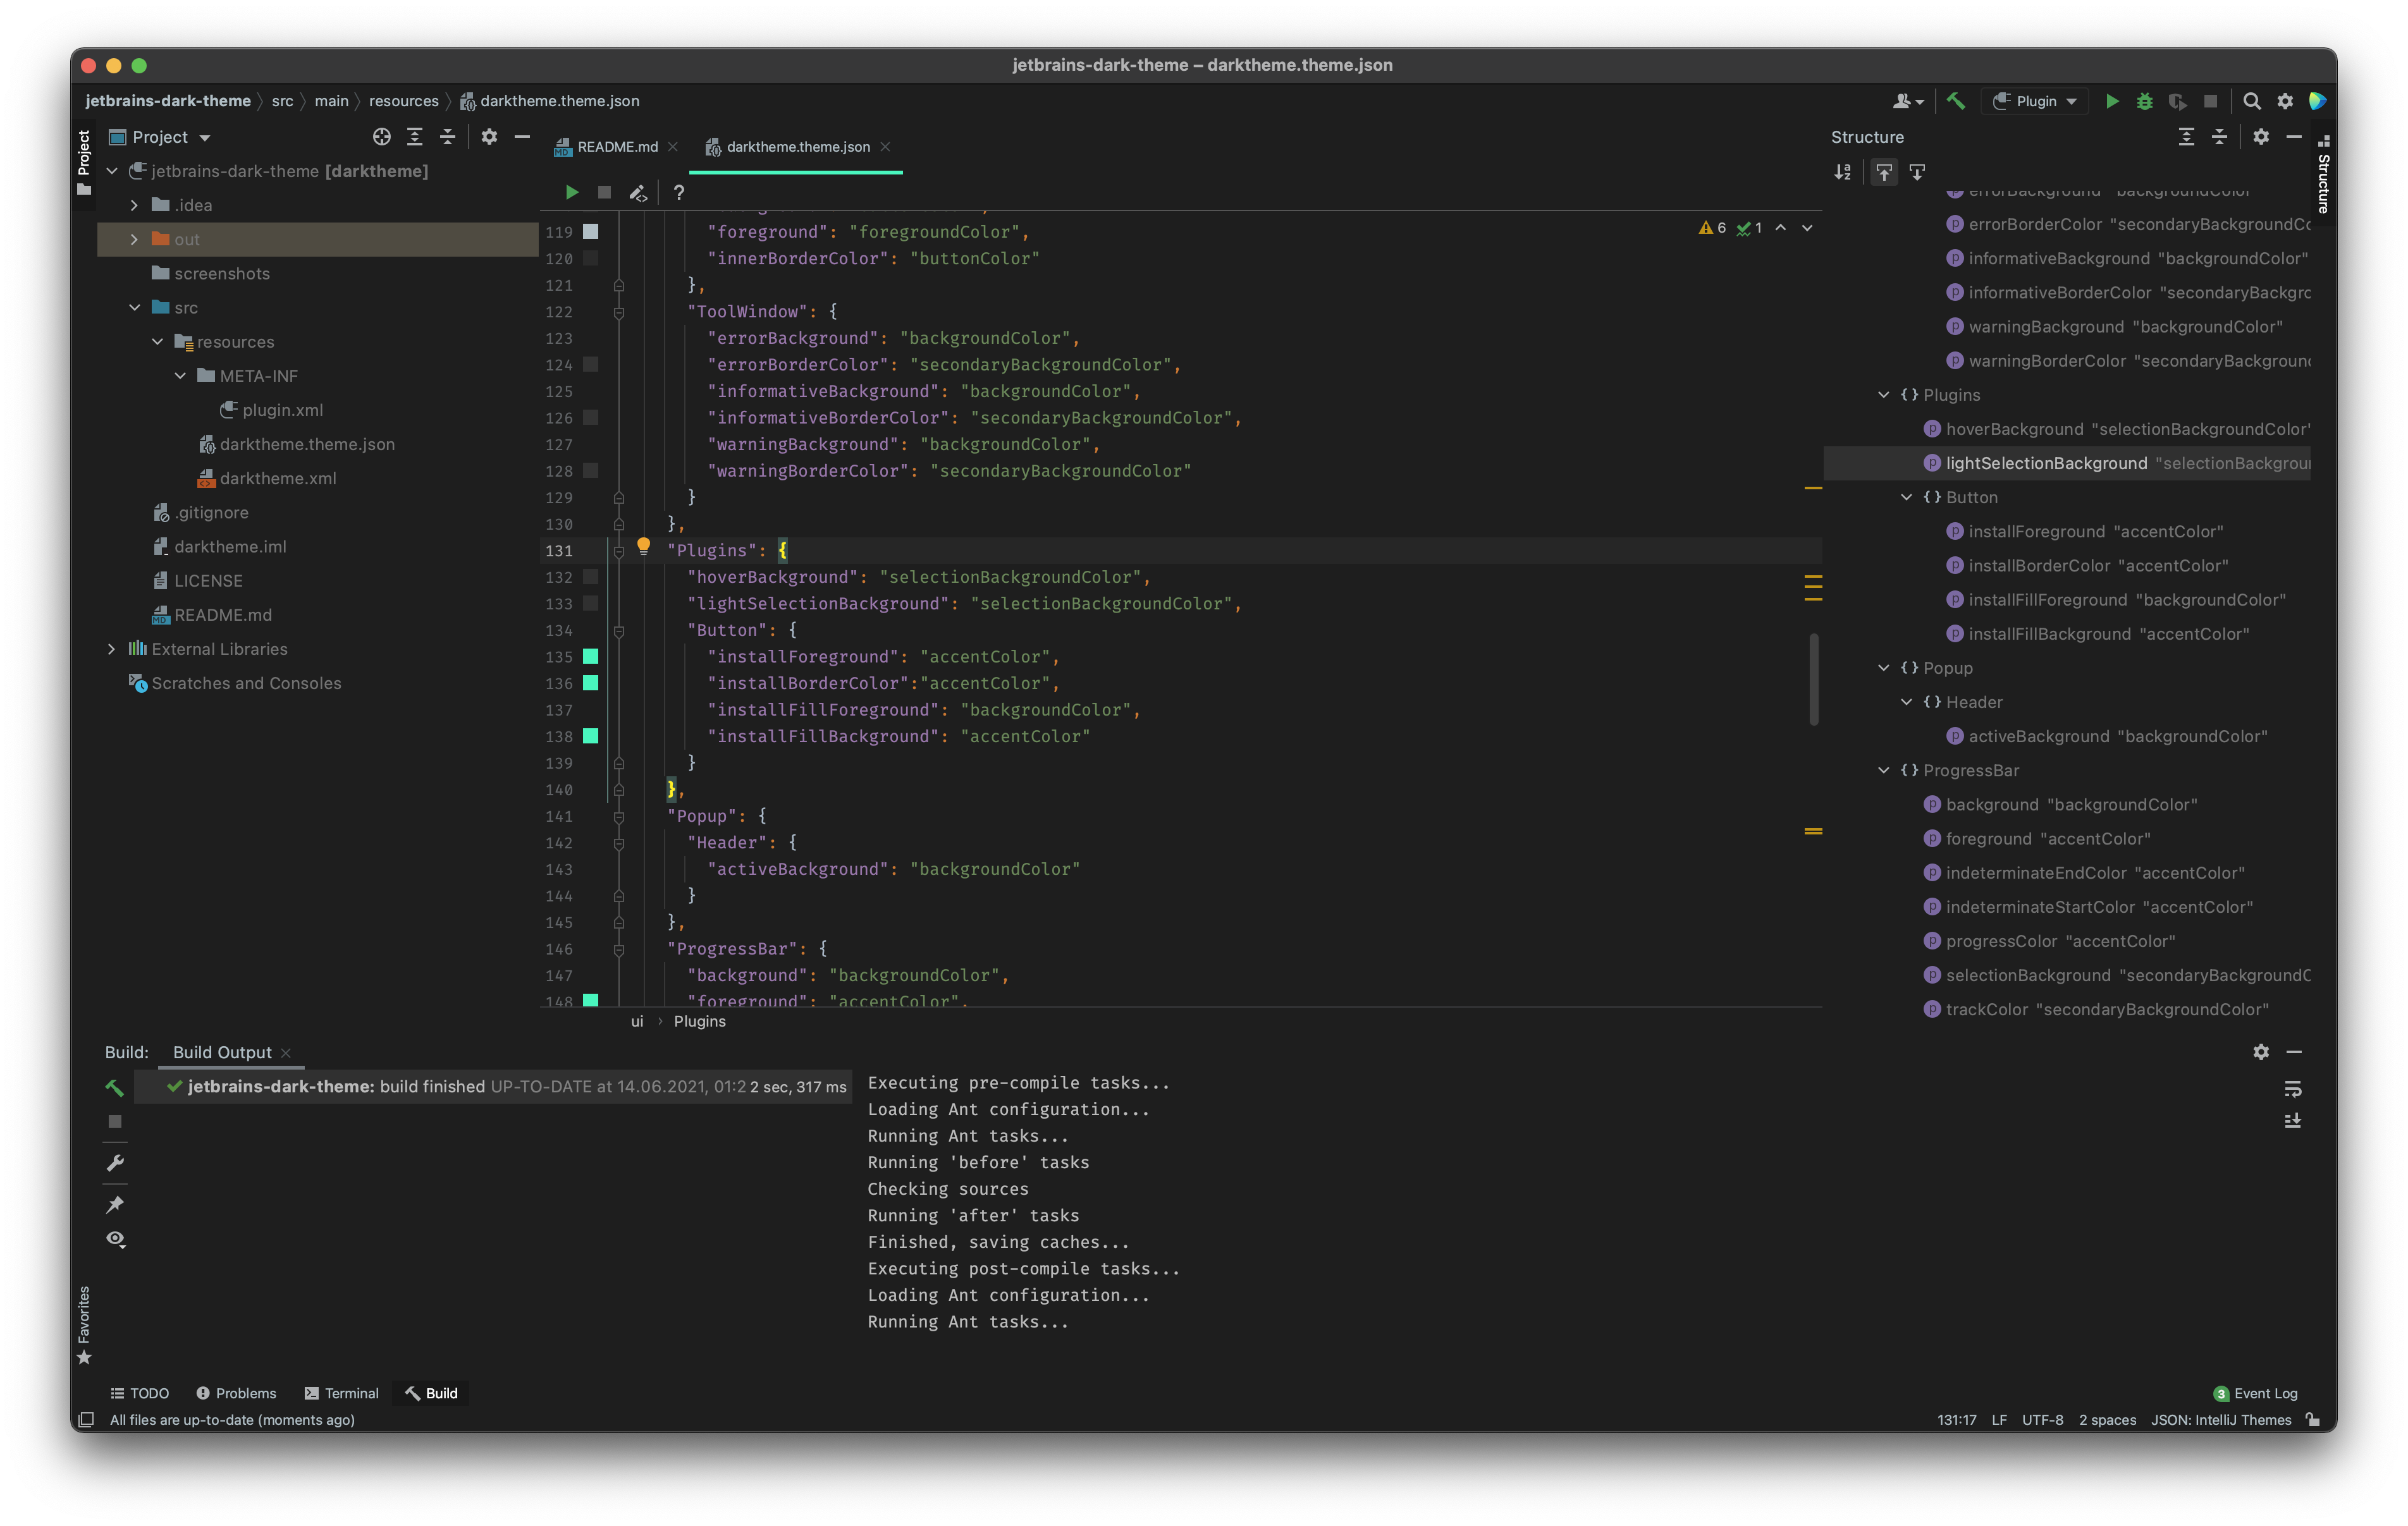 jetbrains-dark-theme – darktheme.theme.json
jetbrains-dark-theme src main resources darktheme.theme.json
Plugin
Project
Project
jetbrains-dark-theme [darktheme]
.idea
out
screenshots
src
resources
META-INF
plugin.xml
darktheme.theme.json
darktheme.xml
.gitignore
darktheme.iml
LICENSE
README.md
External Libraries
Scratches and Consoles
README.md
darktheme.theme.json
6 1
119 "foreground": "foregroundColor",
120 "innerBorderColor": "buttonColor"
121 },
122 "ToolWindow": {
123 "errorBackground": "backgroundColor",
124 "errorBorderColor": "secondaryBackgroundColor",
125 "informativeBackground": "backgroundColor",
126 "informativeBorderColor": "secondaryBackgroundColor",
127 "warningBackground": "backgroundColor",
128 "warningBorderColor": "secondaryBackgroundColor"
129 }
130 },
131 "Plugins": {
132 "hoverBackground": "selectionBackgroundColor",
133 "lightSelectionBackground": "selectionBackgroundColor",
134 "Button": {
135 "installForeground": "accentColor",
136 "installBorderColor":"accentColor",
137 "installFillForeground": "backgroundColor",
138 "installFillBackground": "accentColor"
139 }
140 },
141 "Popup": {
142 "Header": {
143 "activeBackground": "backgroundColor"
144 }
145 },
146 "ProgressBar": {
147 "background": "backgroundColor",
148 "foreground": "accentColor",
ui › Plugins
Structure
Structure
errorBackground "backgroundColor"
errorBorderColor "secondaryBackgroundCo
informativeBackground "backgroundColor"
informativeBorderColor "secondaryBackgro
warningBackground "backgroundColor"
warningBorderColor "secondaryBackground
{} Plugins
hoverBackground "selectionBackgroundColor"
lightSelectionBackground "selectionBackgroun
{} Button
installForeground "accentColor"
installBorderColor "accentColor"
installFillForeground "backgroundColor"
installFillBackground "accentColor"
{} Popup
{} Header
activeBackground "backgroundColor"
{} ProgressBar
background "backgroundColor"
foreground "accentColor"
indeterminateEndColor "accentColor"
indeterminateStartColor "accentColor"
progressColor "accentColor"
selectionBackground "secondaryBackgroundC
trackColor "secondaryBackgroundColor"
Build: Build Output
jetbrains-dark-theme: build finished UP-TO-DATE at 14.06.2021, 01:2 2 sec, 317 ms
Executing pre-compile tasks...
Loading Ant configuration...
Running Ant tasks...
Running 'before' tasks
Checking sources
Running 'after' tasks
Finished, saving caches...
Executing post-compile tasks...
Loading Ant configuration...
Running Ant tasks...
Favorites
TODO Problems Terminal Build
3 Event Log
All files are up-to-date (moments ago)
131:17 LF UTF-8 2 spaces JSON: IntelliJ Themes